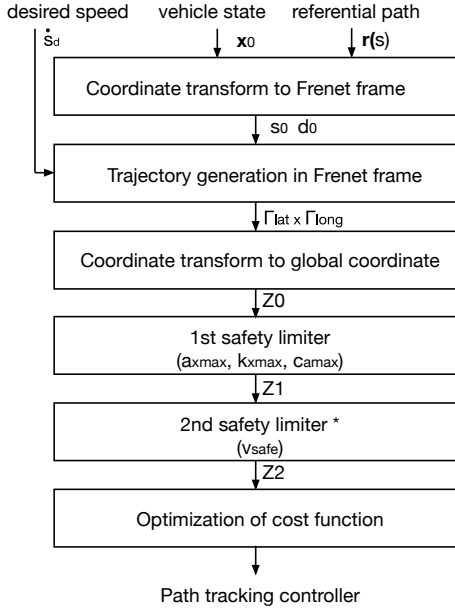 desired speed vehicle state referential path
ṡd x0 r(s)
Coordinate transform to Frenet frame
s0 d0
Trajectory generation in Frenet frame
Γlat x Γlong
Coordinate transform to global coordinate
Z0
1st safety limiter
(axmax, kxmax, camax)
Z1
2nd safety limiter *
(vsafe)
Z2
Optimization of cost function
Path tracking controller